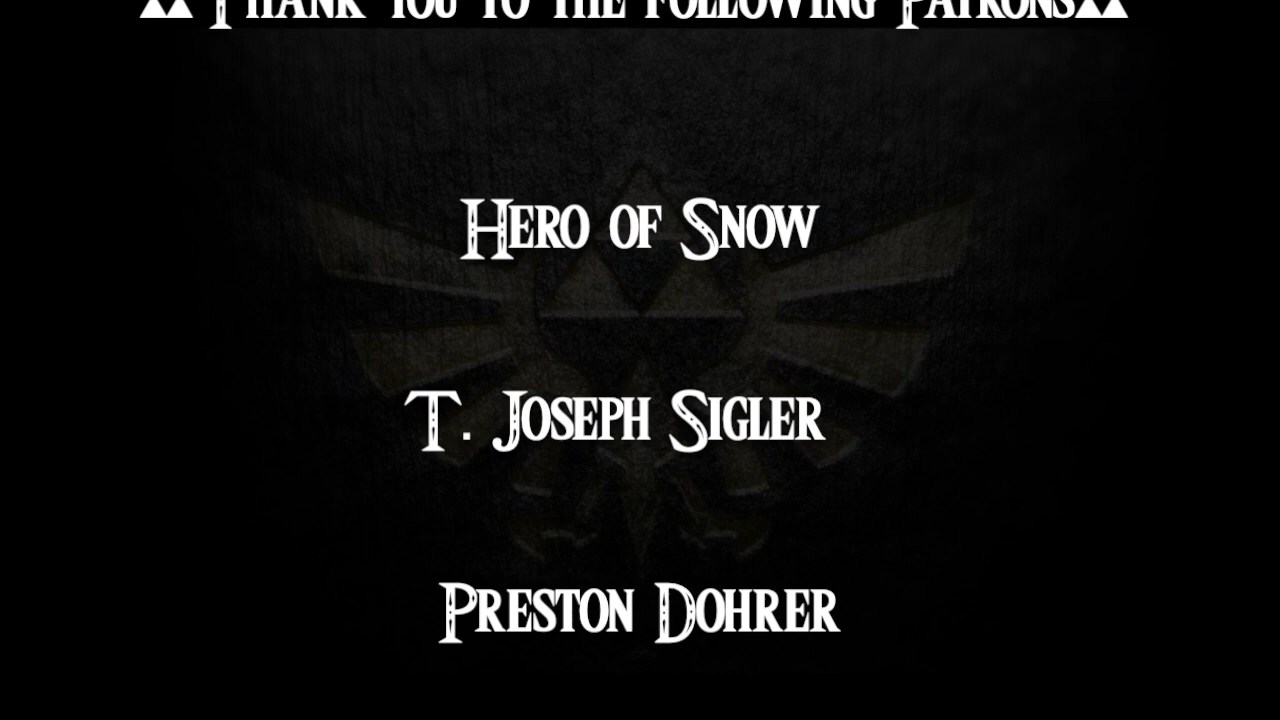 Thank you to the following Patrons
Hero of Snow
T. Joseph Sigler
Preston Dohrer